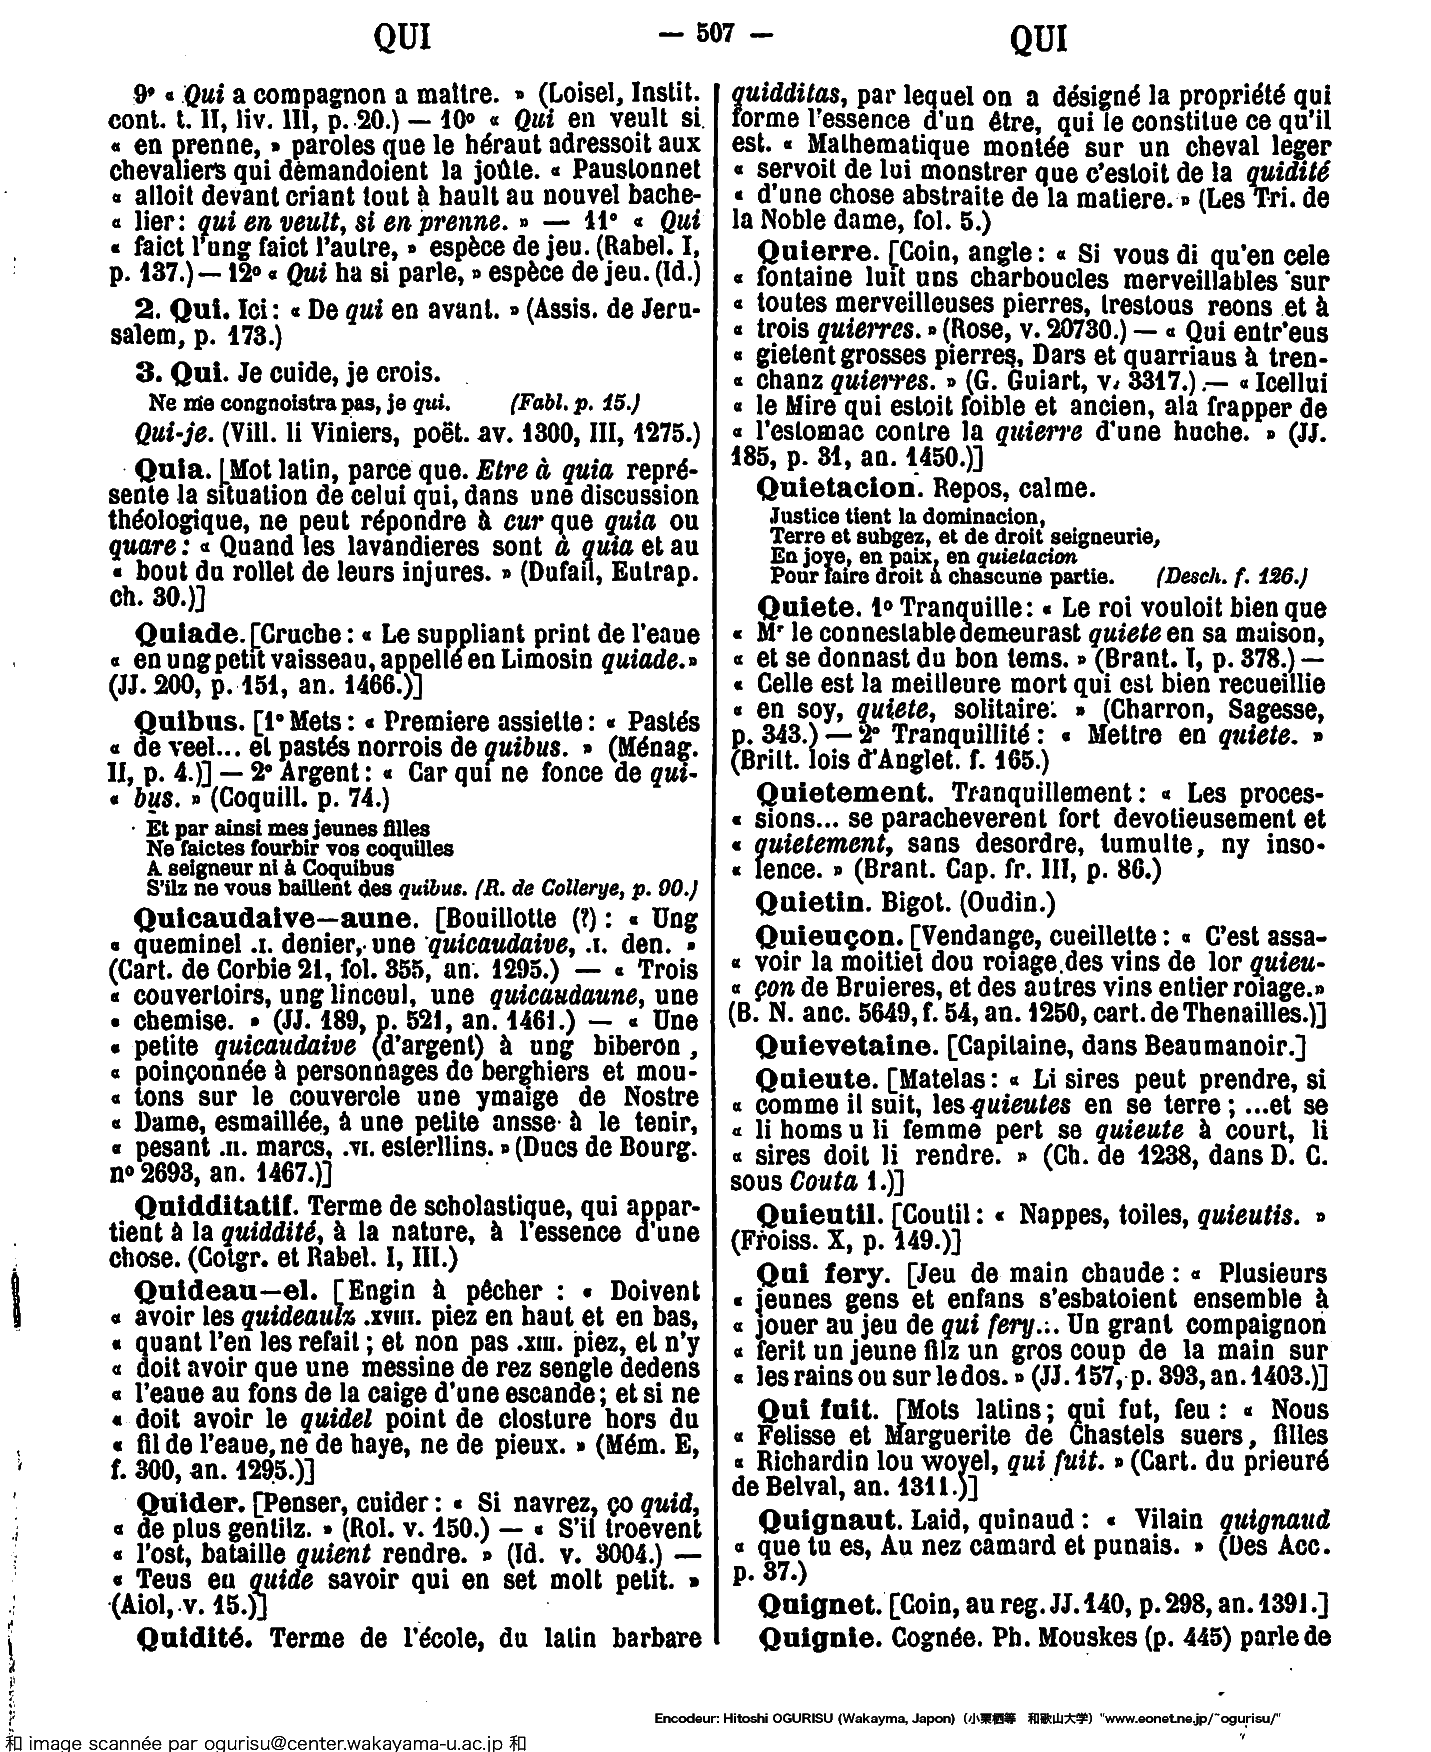 QUI — 507 — QUI
9° « Qui a compagnon a maître. » (Loisel, Instit.
cont. t. II, liv. III, p. 20.) — 10° « Qui en veult si
« en prenne, » paroles que le héraut adressoit aux
chevaliers qui demandoient la joûte. « Paustonnet
« alloit devant criant tout à hault au nouvel bache-
« lier : qui en veult, si en prenne. » — 11° « Qui
« faict l'ung faict l'autre, » espèce de jeu. (Rabel. I,
p. 137.) — 12° « Qui ha si parle, » espèce de jeu. (Id.)
2. Qui. Ici : « De qui en avant. » (Assis. de Jeru-
salem, p. 173.)
3. Qui. Je cuide, je crois.
Ne me congnoistra pas, je qui. (Fabl. p. 15.)
Qui-je. (Vill. li Viniers, poët. av. 1300, III, 1275.)
Quia. [Mot latin, parce que. Etre à quia repré-
sente la situation de celui qui, dans une discussion
théologique, ne peut répondre à cur que quia ou
quare : « Quand les lavandieres sont à quia et au
« bout du rollet de leurs injures. » (Dufail, Eutrap.
ch. 30.)]
Quiade. [Cruche : « Le suppliant print de l'eaue
« en ung petit vaisseau, appellé en Limosin quiade. »
(JJ. 200, p. 151, an. 1466.)]
Quibus. [1° Mets : « Premiere assiette : « Pastés
« de veel... et pastés norrois de quibus. » (Ménag.
II, p. 4.)] — 2° Argent : « Car qui ne fonce de qui-
« bus. » (Coquill. p. 74.)
Et par ainsi mes jeunes filles
Ne faictes fourbir vos coquilles
A seigneur ni à Coquibus
S'ilz ne vous baillent des quibus. (R. de Collerye, p. 90.)
Quicaudaive—aune. [Bouillotte (?) : « Ung
« queminel .I. denier, une quicaudaive, .I. den. »
(Cart. de Corbie 21, fol. 355, an. 1295.) — « Trois
« couvertoirs, ung linceul, une quicaudaune, une
« chemise. » (JJ. 189, p. 521, an. 1461.) — « Une
« petite quicaudaive (d'argent) à ung biberon,
« poinçonnée à personnages de berghiers et mou-
« tons sur le couvercle une ymaige de Nostre
« Dame, esmaillée, à une petite ansse à le tenir,
« pesant .II. marcs, .VI. esterllins. » (Ducs de Bourg.
n° 2693, an. 1467.)]
Quidditatif. Terme de scholastique, qui appar-
tient à la quiddité, à la nature, à l'essence d'une
chose. (Cotgr. et Rabel. I, III.)
Quideau—el. [Engin à pêcher : « Doivent
« avoir les quideaulz .XVIII. piez en haut et en bas,
« quant l'en les refait ; et non pas .XIII. piez, et n'y
« doit avoir que une messine de rez sengle dedens
« l'eaue au fons de la caige d'une escande ; et si ne
« doit avoir le quidel point de closture hors du
« fil de l'eaue, ne de haye, ne de pieux. » (Mém. E,
f. 300, an. 1295.)]
Quider. [Penser, cuider : « Si navrez, ço quid,
« de plus gentilz. » (Rol. v. 150.) — « S'il troevent
« l'ost, bataille quient rendre. » (Id. v. 3004.) —
« Teus en quide savoir qui en set molt petit. »
(Aiol, v. 15.)]
Quidité. Terme de l'école, du latin barbare
quidditas, par lequel on a désigné la propriété qui
forme l'essence d'un être, qui le constitue ce qu'il
est. « Mathematique montée sur un cheval leger
« servoit de lui monstrer que c'estoit de la quidité
« d'une chose abstraite de la matiere. » (Les Tri. de
la Noble dame, fol. 5.)
Quierre. [Coin, angle : « Si vous di qu'en cele
« fontaine luit uns charboucles merveillables sur
« toutes merveilleuses pierres, trestous reons et à
« trois quierres. » (Rose, v. 20730.) — « Qui entr'eus
« gietent grosses pierres, Dars et quarriaus à tren-
« chanz quierres. » (G. Guiart, v. 3317.) — « Icellui
« le Mire qui estoit foible et ancien, ala frapper de
« l'estomac contre la quierre d'une huche. » (JJ.
185, p. 31, an. 1450.)]
Quietacion. Repos, calme.
Justice tient la dominacion,
Terre et subgez, et de droit seigneurie,
En joye, en paix, en quietacion
Pour faire droit à chascune partie. (Desch. f. 126.)
Quiete. 1° Tranquille : « Le roi vouloit bien que
« Mr le connestable demeurast quiete en sa maison,
« et se donnast du bon tems. » (Brant. I, p. 378.) —
« Celle est la meilleure mort qui est bien recueillie
« en soy, quiete, solitaire. » (Charron, Sagesse,
p. 343.) — 2° Tranquillité : « Mettre en quiete. »
(Britt. lois d'Anglet. f. 165.)
Quietement. Tranquillement : « Les proces-
« sions... se paracheverent fort devotieusement et
« quietement, sans desordre, tumulte, ny inso-
« lence. » (Brant. Cap. fr. III, p. 86.)
Quietin. Bigot. (Oudin.)
Quieuçon. [Vendange, cueillette : « C'est assa-
« voir la moitiet dou roiage des vins de lor quieu-
« çon de Bruieres, et des autres vins entier roiage. »
(B. N. anc. 5649, f. 54, an. 1250, cart. de Thenailles.)]
Quievetaine. [Capitaine, dans Beaumanoir.]
Quieute. [Matelas : « Li sires peut prendre, si
« comme il suit, les quieutes en se terre ; ...et se
« li homs u li femme pert se quieute à court, li
« sires doit li rendre. » (Ch. de 1238, dans D. C.
sous Couta 1.)]
Quieutil. [Coutil : « Nappes, toiles, quieutis. »
(Froiss. X, p. 149.)]
Qui fery. [Jeu de main chaude : « Plusieurs
« jeunes gens et enfans s'esbatoient ensemble à
« jouer au jeu de qui fery... Un grant compaignon
« ferit un jeune filz un gros coup de la main sur
« les rains ou sur le dos. » (JJ. 157, p. 393, an. 1403.)]
Qui fuit. [Mots latins ; qui fut, feu : « Nous
« Felisse et Marguerite de Chastels suers, filles
« Richardin lou woyel, qui fuit. » (Cart. du prieuré
de Belval, an. 1311.)]
Quignaut. Laid, quinaud : « Vilain quignaud
« que tu es, Au nez camard et punais. » (Des Acc.
p. 37.)
Quignet. [Coin, au reg. JJ. 140, p. 298, an. 1391.]
Quignie. Cognée. Ph. Mouskes (p. 445) parle de
Encodeur: Hitoshi OGURISU (Wakayma, Japon) (小栗栖等 和歌山大学) "www.eonet.ne.jp/~ogurisu/"
和 image scannée par ogurisu@center.wakayama-u.ac.jp 和